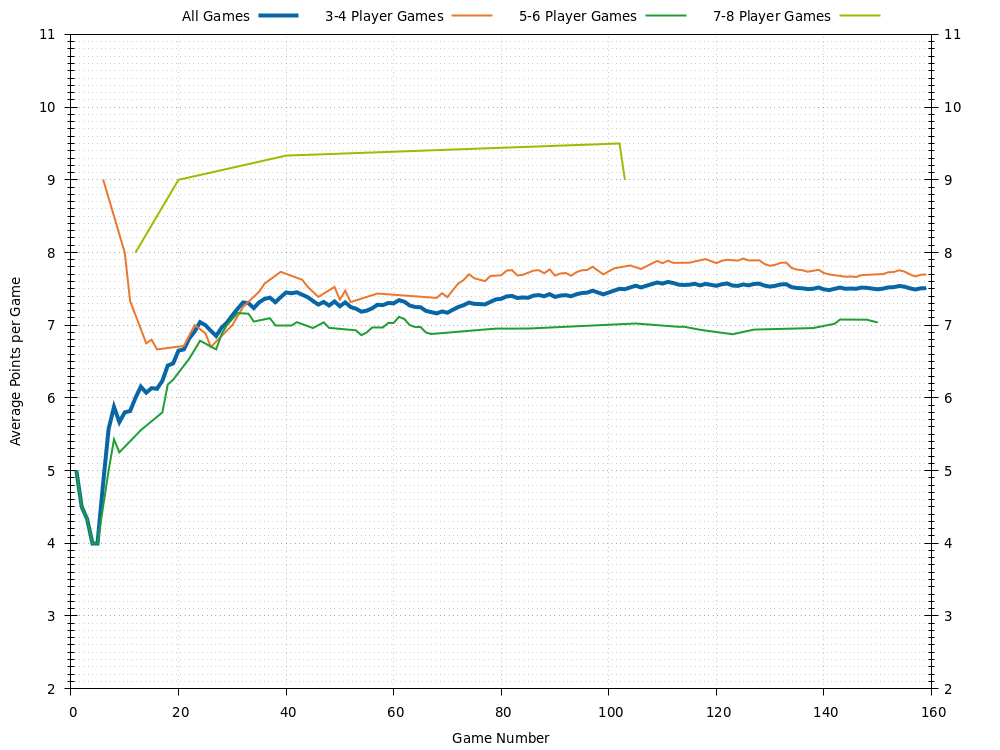 All Games 3-4 Player Games 5-6 Player Games 7-8 Player Games
11 11
10 10
9 9
8 8
7 7
6 6
5 5
4 4
3 3
2 2
Average Points per Game
0 20 40 60 80 100 120 140 160
Game Number